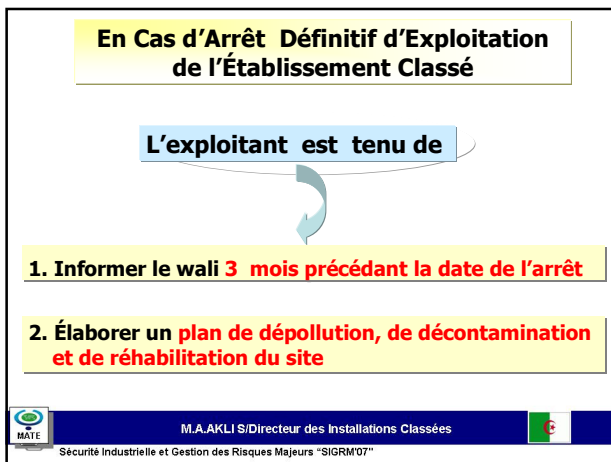 En Cas d'Arrêt Définitif d'Exploitation
de l'Établissement Classé
L'exploitant est tenu de
1. Informer le wali 3 mois précédant la date de l'arrêt
2. Élaborer un plan de dépollution, de décontamination
et de réhabilitation du site
MATE
M.A.AKLI S/Directeur des Installations Classées
Sécurité Industrielle et Gestion des Risques Majeurs "SIGRM'07"